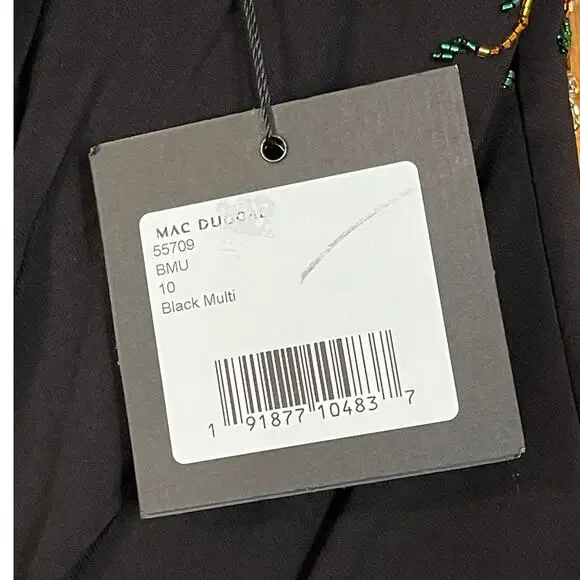 MAC DUGGAL
55709
BMU
10
Black Multi
1 91877 10483 7